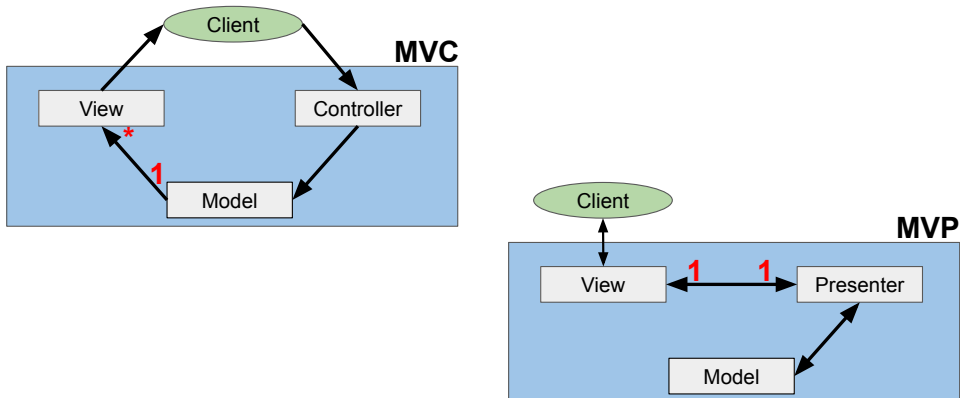 Client
MVC
View
Controller
*
1
Model
Client
MVP
View
1
1
Presenter
Model